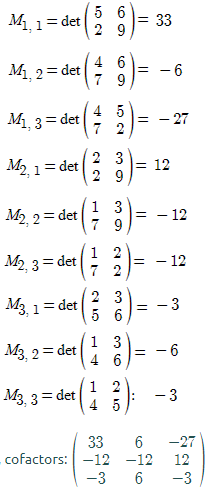 M1, 1 = det ( 5 6 ; 2 9 ) = 33
M1, 2 = det ( 4 6 ; 7 9 ) = - 6
M1, 3 = det ( 4 5 ; 7 2 ) = - 27
M2, 1 = det ( 2 3 ; 2 9 ) = 12
M2, 2 = det ( 1 3 ; 7 9 ) = - 12
M2, 3 = det ( 1 2 ; 7 2 ) = - 12
M3, 1 = det ( 2 3 ; 5 6 ) = - 3
M3, 2 = det ( 1 3 ; 4 6 ) = - 6
M3, 3 = det ( 1 2 ; 4 5 ): - 3
cofactors: ( 33 6 -27 ; -12 -12 12 ; -3 6 -3 )